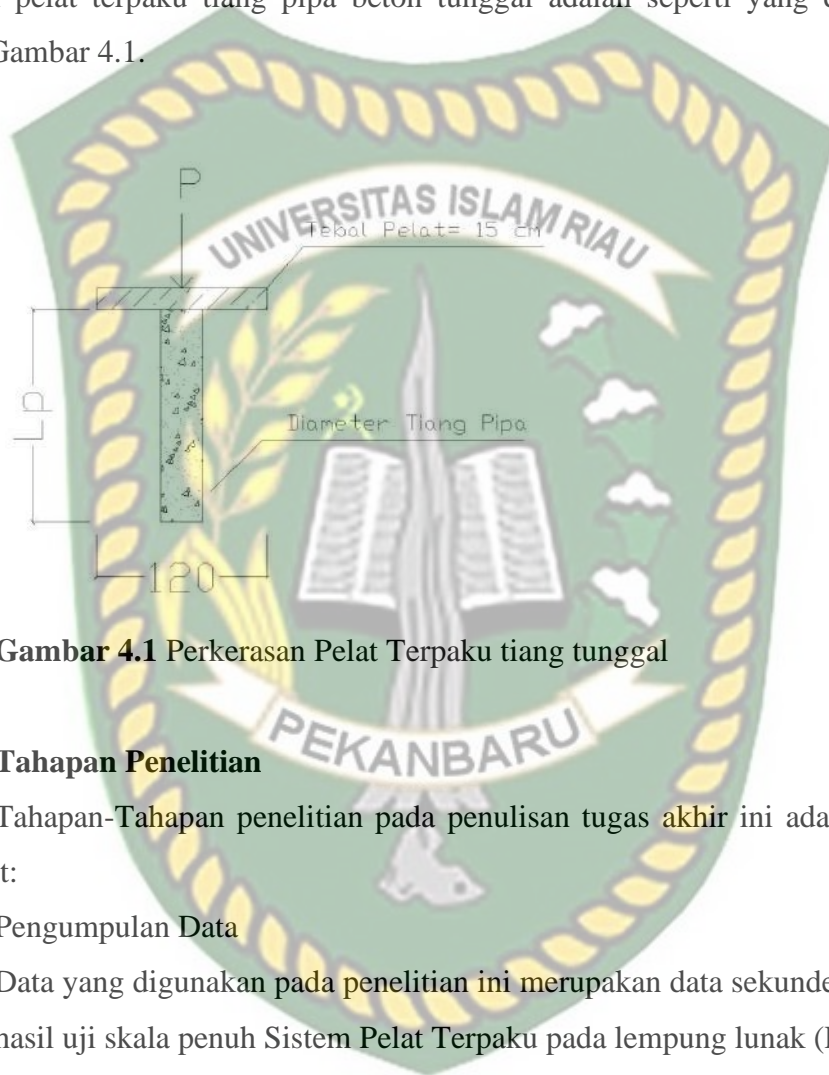 pelat terpaku tiang pipa beton tunggal adalah seperti yang
Gambar 4.1.
P
UNIVERSITAS ISLAM RIAU
Tebal Pelat= 15 cm
Lp
Diameter Tiang Pipa
120
Gambar 4.1 Perkerasan Pelat Terpaku tiang tunggal
PEKANBARU
Tahapan Penelitian
Tahapan-Tahapan penelitian pada penulisan tugas akhir ini ada
t:
Pengumpulan Data
Data yang digunakan pada penelitian ini merupakan data sekunde
hasil uji skala penuh Sistem Pelat Terpaku pada lempung lunak (